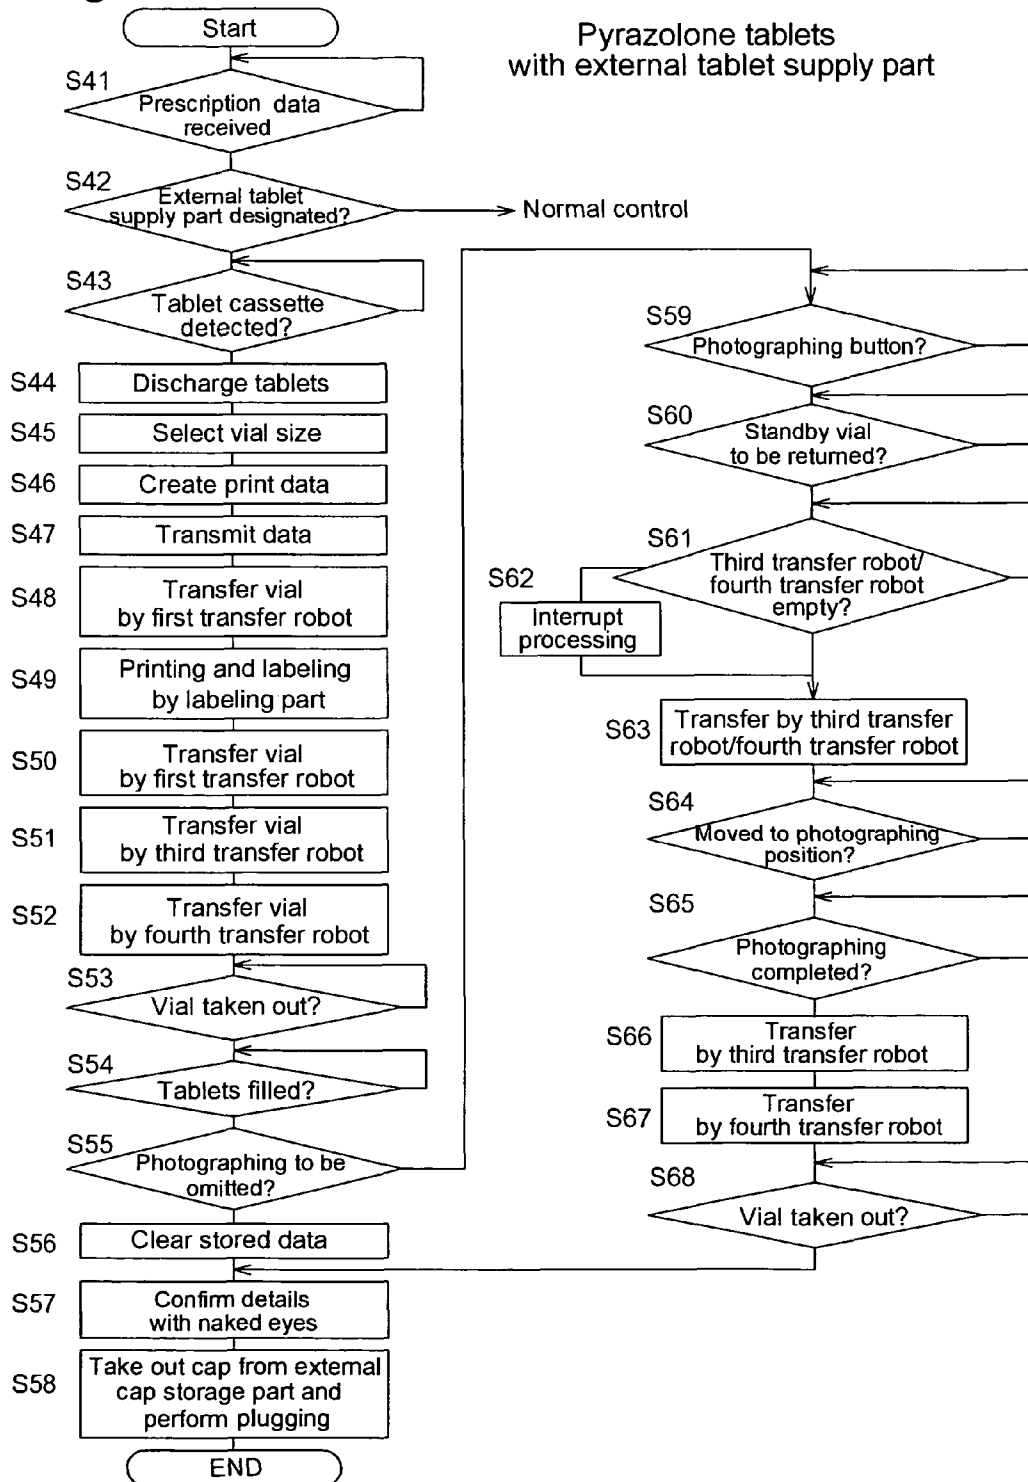 g
Start
Pyrazolone tablets
with external tablet supply part
S41
Prescription data
received
S42
External tablet
supply part designated?
Normal control
S43
Tablet cassette
detected?
S44
Discharge tablets
S45
Select vial size
S46
Create print data
S47
Transmit data
S48
Transfer vial
by first transfer robot
S49
Printing and labeling
by labeling part
S50
Transfer vial
by first transfer robot
S51
Transfer vial
by third transfer robot
S52
Transfer vial
by fourth transfer robot
S53
Vial taken out?
S54
Tablets filled?
S55
Photographing to be
omitted?
S56
Clear stored data
S57
Confirm details
with naked eyes
S58
Take out cap from external
cap storage part and
perform plugging
END
S59
Photographing button?
S60
Standby vial
to be returned?
S61
Third transfer robot/
fourth transfer robot
empty?
S62
Interrupt
processing
S63
Transfer by third transfer
robot/fourth transfer robot
S64
Moved to photographing
position?
S65
Photographing
completed?
S66
Transfer
by third transfer robot
S67
Transfer
by fourth transfer robot
S68
Vial taken out?